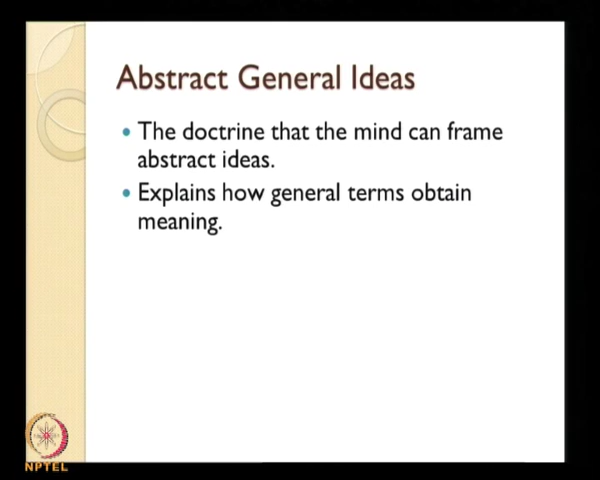 Abstract General Ideas
• The doctrine that the mind can frame
abstract ideas.
• Explains how general terms obtain
meaning.
NPTEL